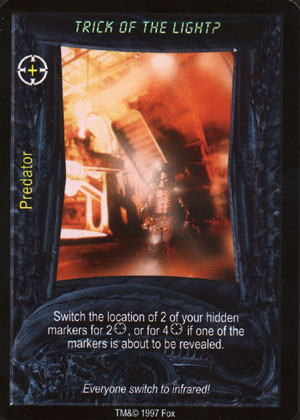 TRICK OF THE LIGHT?
Predator
Switch the location of 2 of your hidden
markers for 2, or for 4 if one of the
markers is about to be revealed.
Everyone switch to infrared!
TM&© 1997 Fox